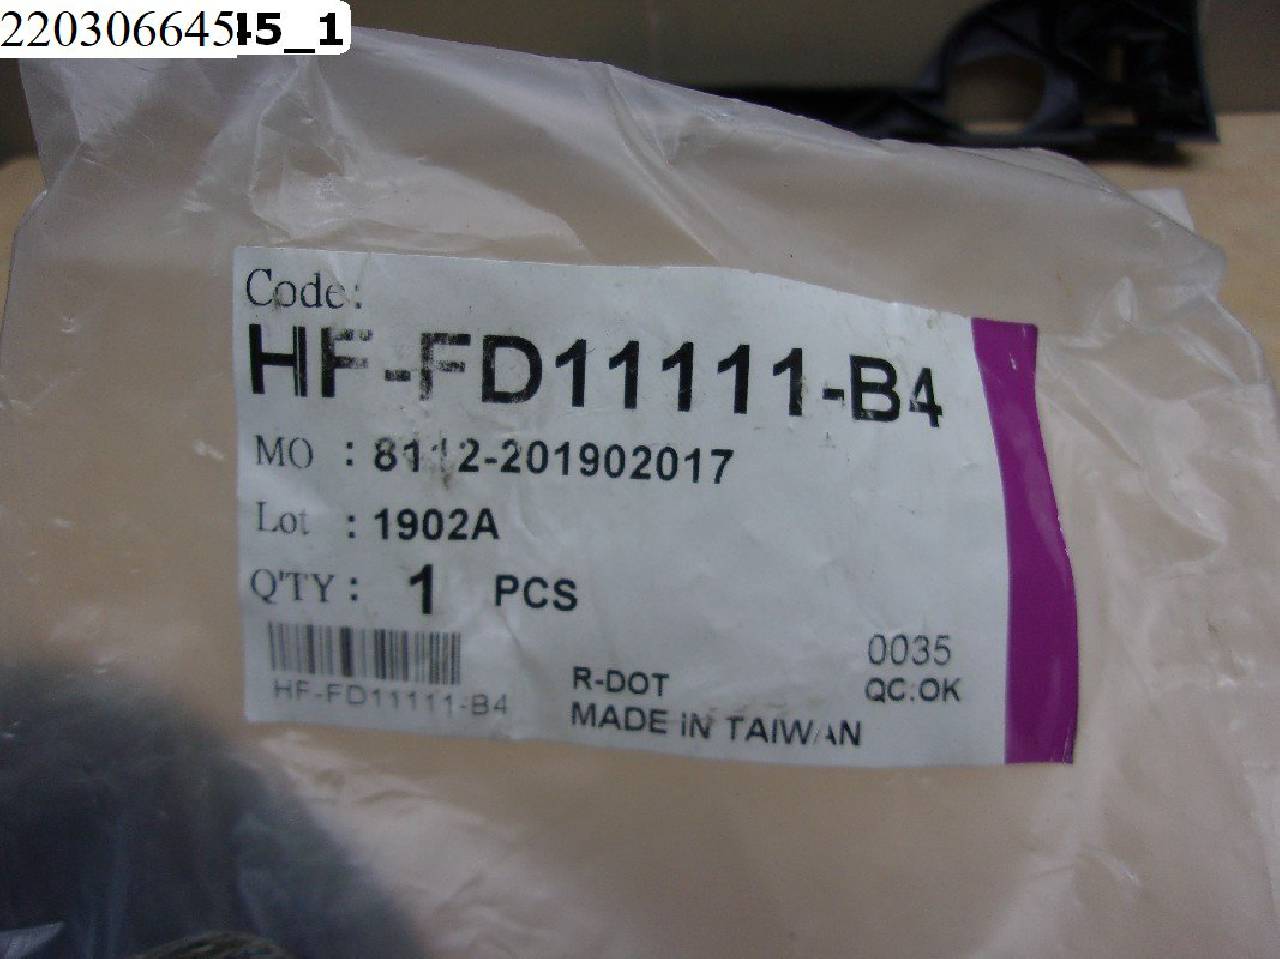 22030664545_1
Code:
HF-FD11111-B4
MO : 8112-201902017
Lot : 1902A
Q'TY : 1 PCS
HF-FD11111-B4
R-DOT
MADE IN TAIWAN
0035
QC:OK